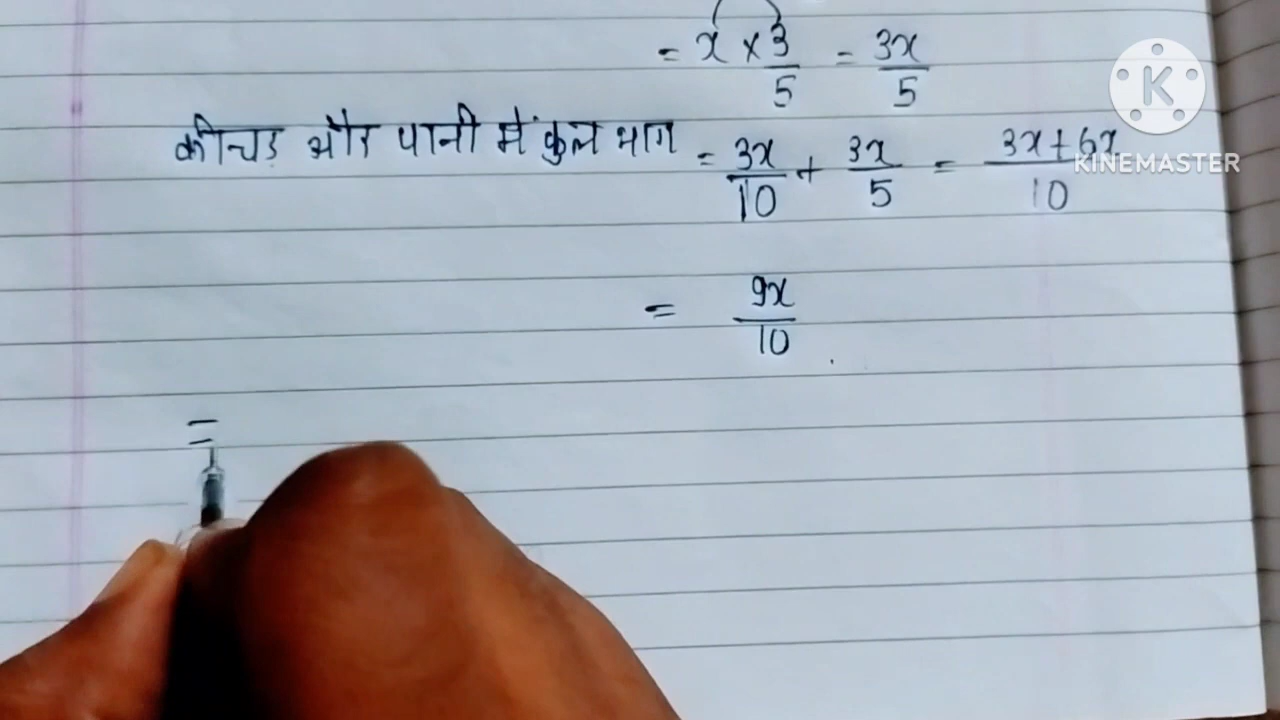 = x × 3/5 = 3x/5
कीचड़ और पानी में कुल भाग = 3x/10 + 3x/5 = 3x+6x/10
= 9x/10
=
K
KINEMASTER